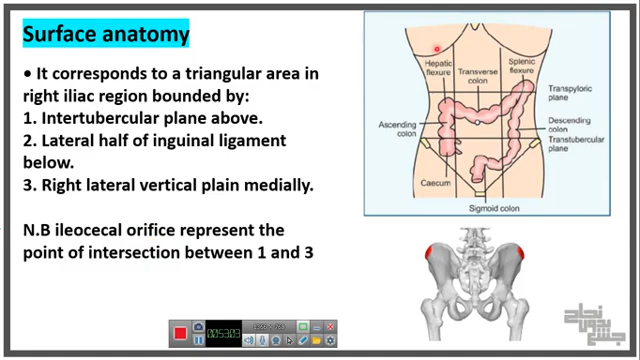 Surface anatomy
• It corresponds to a triangular area in
right iliac region bounded by:
1. Intertubercular plane above.
2. Lateral half of inguinal ligament
below.
3. Right lateral vertical plain medially.
N.B ileocecal orifice represent the
point of intersection between 1 and 3
Hepatic
flexure
Transverse
colon
Splenic
flexure
Transpyloric
plane
Ascending
colon
Descending
colon
Transtubercular
plane
Caecum
Sigmoid colon